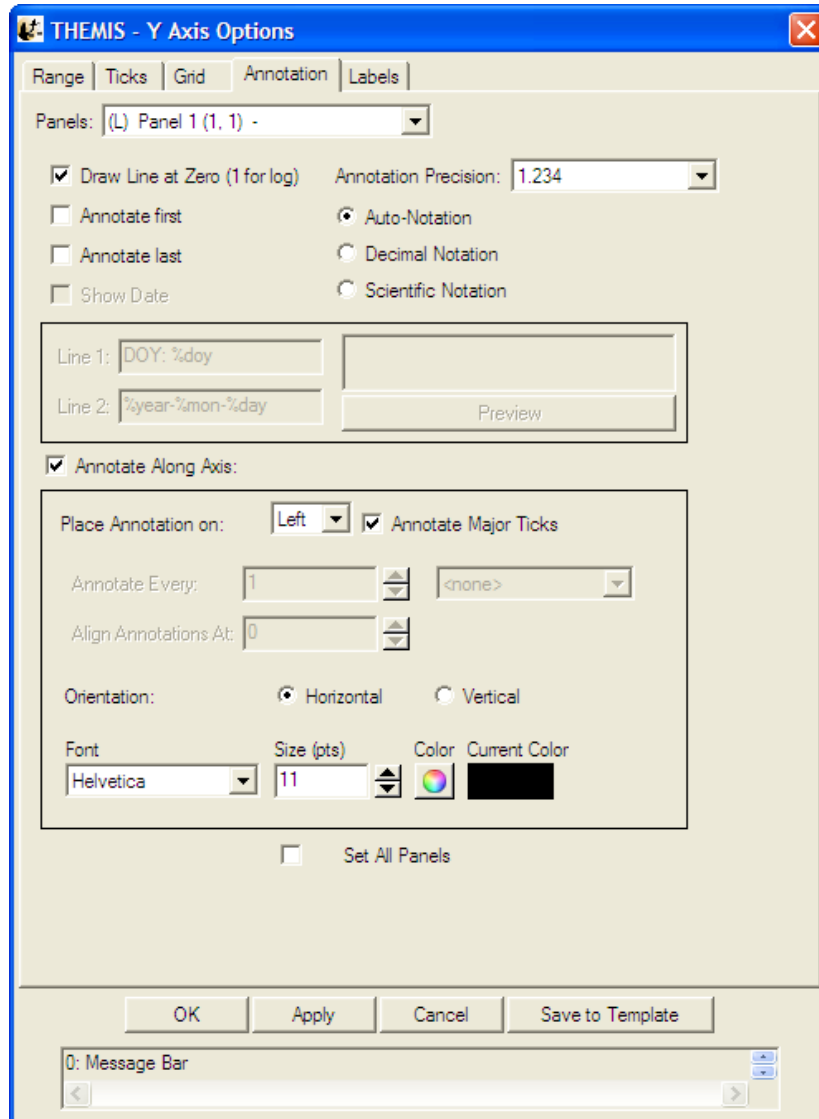 THEMIS - Y Axis Options
Range Ticks Grid Annotation Labels
Panels: (L) Panel 1 (1, 1) -
Draw Line at Zero (1 for log) Annotation Precision: 1.234
Annotate first Auto-Notation
Annotate last Decimal Notation
Show Date Scientific Notation
Line 1: DOY: %doy
Line 2: %year-%mon-%day Preview
Annotate Along Axis:
Place Annotation on: Left Annotate Major Ticks
Annotate Every: 1 <none>
Align Annotations At: 0
Orientation: Horizontal Vertical
Font Size (pts) Color Current Color
Helvetica 11
Set All Panels
OK Apply Cancel Save to Template
0: Message Bar